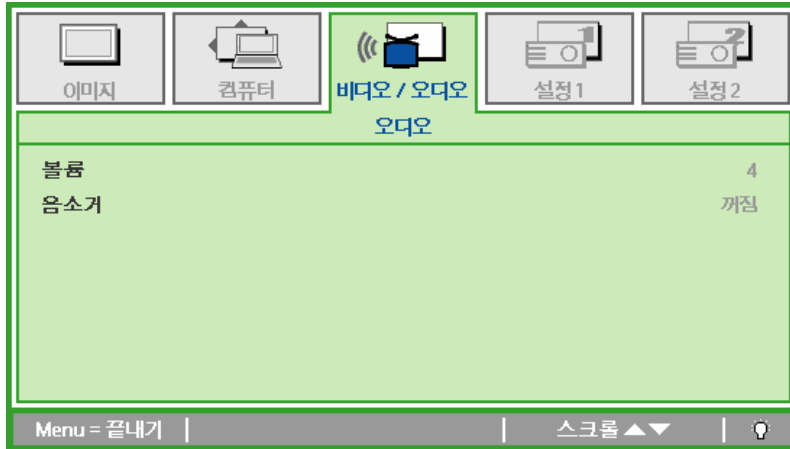 이미지
컴퓨터
비디오 / 오디오
설정 1
설정 2
오디오
볼륨 4
음소거 꺼짐
Menu = 끝내기 스크롤▲▼